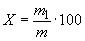 X = m₁/m · 100